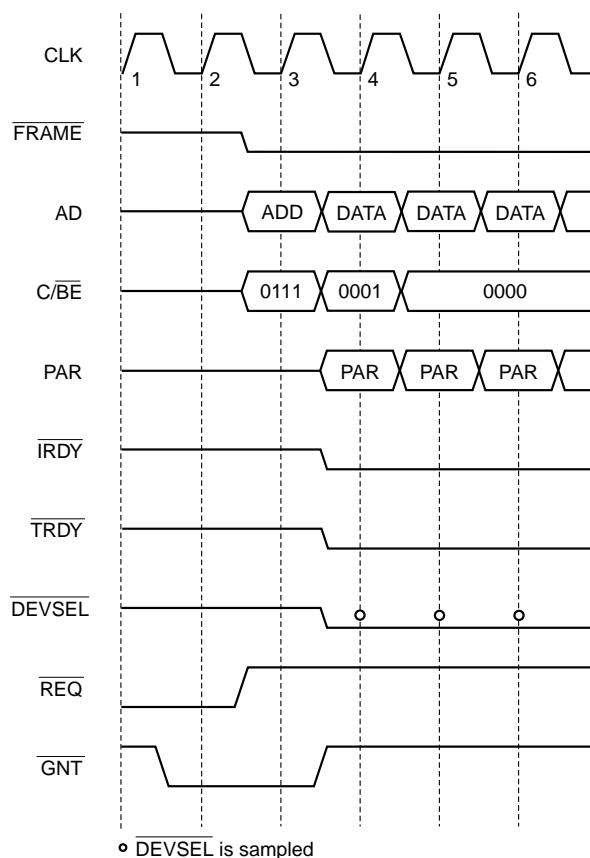 CLK
1 2 3 4 5 6
FRAME
AD ADD DATA DATA DATA
C/BE 0111 0001 0000
PAR PAR PAR PAR
IRDY
TRDY
DEVSEL
REQ
GNT
DEVSEL is sampled